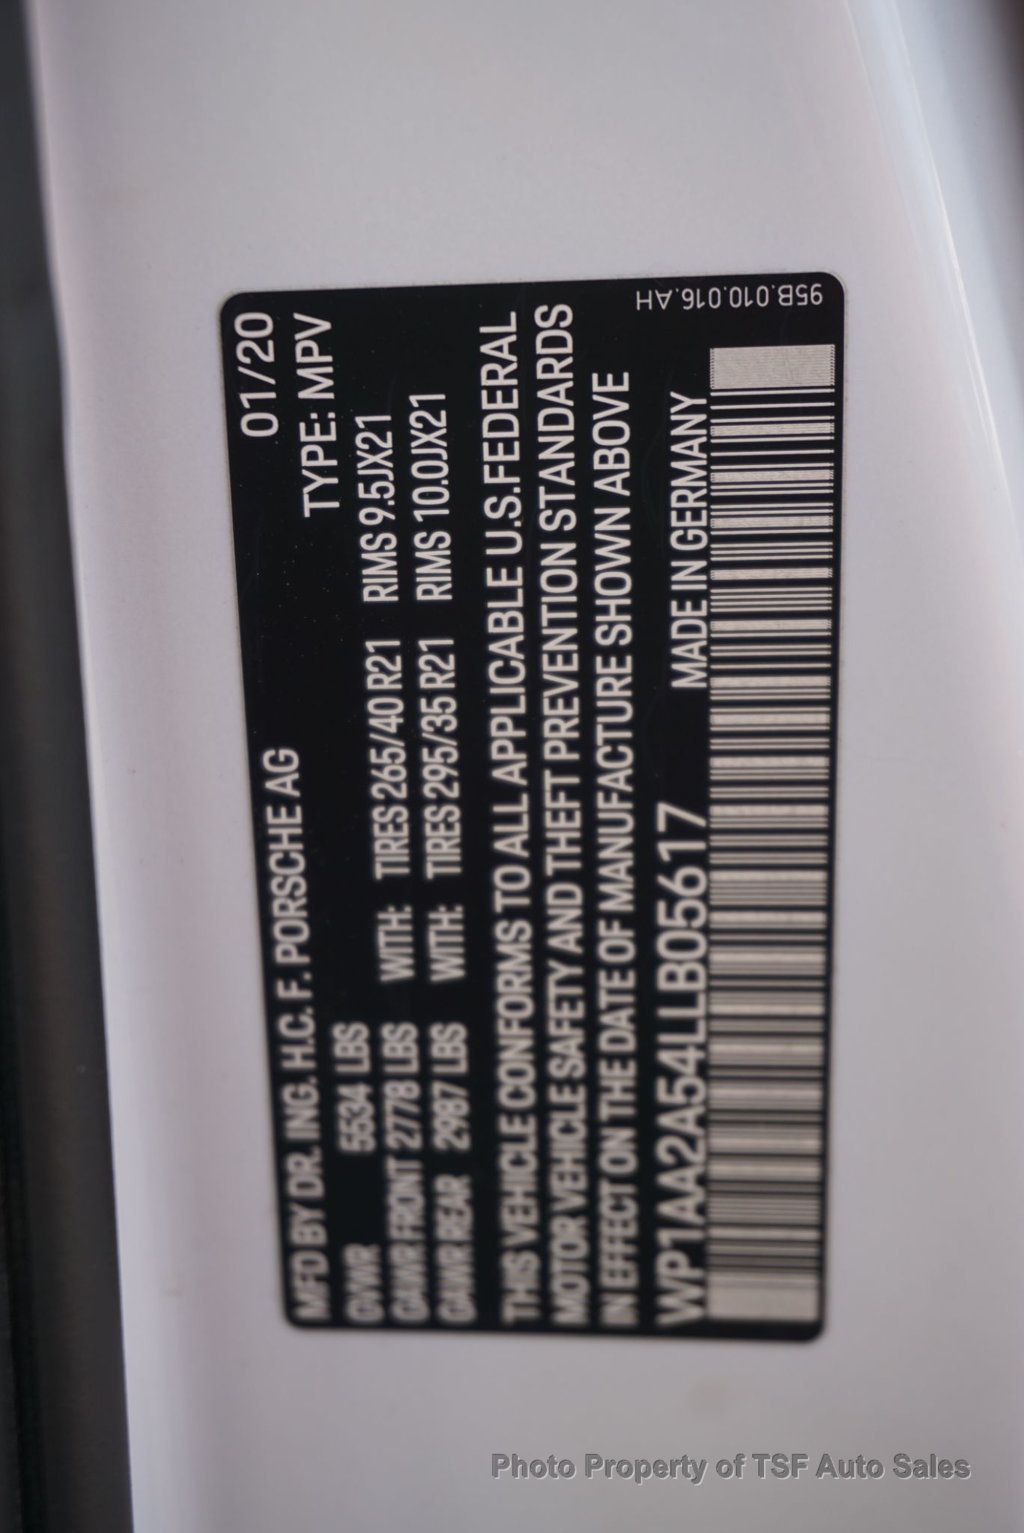 MFD BY DR. ING. H.C. F. PORSCHE AG 01/20
TYPE: MPV
GVWR 5534 LBS
GAWR FRONT 2778 LBS WITH: TIRES 265/40 R21 RIMS 9.5JX21
GAWR REAR 2987 LBS WITH: TIRES 295/35 R21 RIMS 10.0JX21
THIS VEHICLE CONFORMS TO ALL APPLICABLE U.S.FEDERAL
MOTOR VEHICLE SAFETY AND THEFT PREVENTION STANDARDS
IN EFFECT ON THE DATE OF MANUFACTURE SHOWN ABOVE
WP1AA2A54LLB05617 MADE IN GERMANY
95B.010.016.AH
Photo Property of TSF Auto Sales